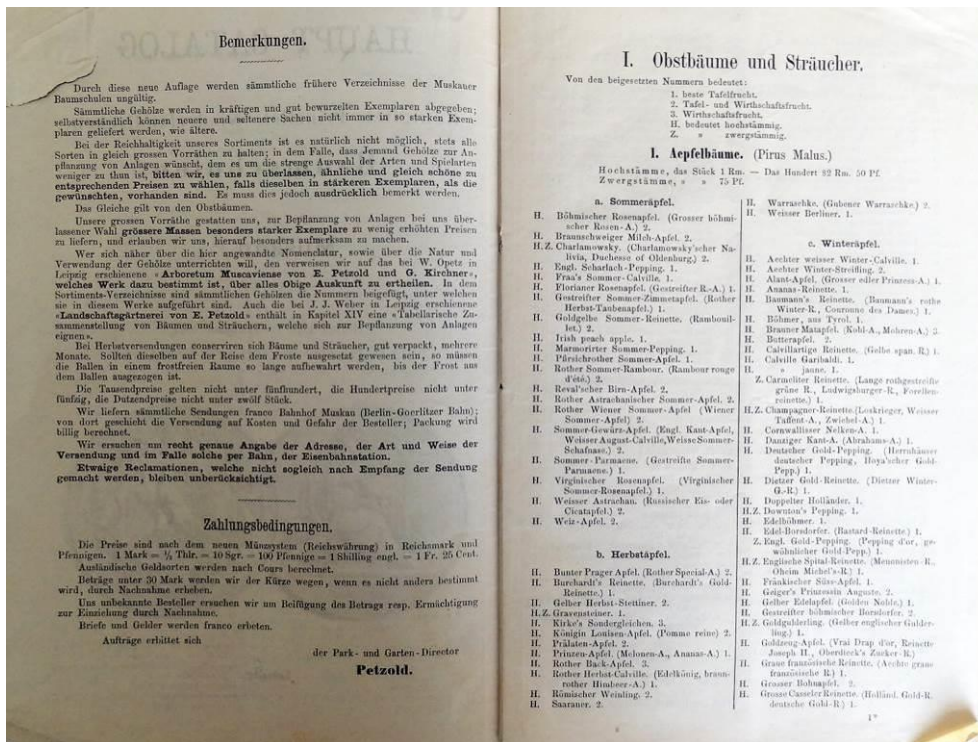 Bemerkungen.
Durch diese neue Auflage werden sämmtliche frühere Verzeichnisse der Muskauer
Baumschulen ungültig.
Sämmtliche Gehölze werden in kräftigen und gut bewurzelten Exemplaren abgegeben;
selbstverständlich können neuere und seltenere Sachen nicht immer in so starken Exem-
plaren geliefert werden, wie ältere.
Bei der Reichhaltigkeit unseres Sortiments ist es natürlich nicht möglich, stets alle
Sorten in gleich grossen Vorräthen zu halten; in dem Falle, dass Jemand Gehölze zur An-
pflanzung von Anlagen wünscht, dem es um die strenge Auswahl der Arten und Spielarten
weniger zu thun ist, bitten wir, es uns zu überlassen, ähnliche und gleich schöne zu
entsprechenden Preisen zu wählen, falls dieselben in stärkeren Exemplaren, als die
gewünschten, vorhanden sind. Es muss dies jedoch ausdrücklich bemerkt werden.
Das Gleiche gilt von den Obstbäumen.
Unsere grossen Vorräthe gestatten uns, zur Bepflanzung von Anlagen bei uns über-
lassener Wahl grössere Massen besonders starker Exemplare zu wenig erhöhten Preisen
zu liefern, und erlauben wir uns, hierauf besonders aufmerksam zu machen.
Wer sich näher über die hier angewandte Nomenclatur, sowie über die Natur und
Verwendung der Gehölze unterrichten will, den verweisen wir auf das bei W. Opetz in
Leipzig erschienene «Arboretum Muscaviense von E. Petzold und G. Kirchner»,
welches Werk dazu bestimmt ist, über alles Obige Auskunft zu ertheilen. In dem
Sortiments-Verzeichnisse sind sämmtlichen Gehölzen die Nummern beigefügt, unter welchen
sie in diesem Werke aufgeführt sind. Auch die bei J. J. Weber in Leipzig erschienene
«Landschaftsgärtnerei von E. Petzold» enthält in Kapitel XIV eine «Tabellarische Zu-
sammenstellung von Bäumen und Sträuchern, welche sich zur Bepflanzung von Anlagen
eignen».
Bei Herbstversendungen conserviren sich Bäume und Sträucher, gut verpackt, mehrere
Monate. Sollten dieselben auf der Reise dem Froste ausgesetzt gewesen sein, so müssen
die Ballen in einem frostfreien Raume so lange aufbewahrt werden, bis der Frost aus
dem Ballen ausgezogen ist.
Die Tausendpreise gelten nicht unter fünfhundert, die Hundertpreise nicht unter
fünfzig, die Dutzendpreise nicht unter zwölf Stück.
Wir liefern sämmtliche Sendungen franco Bahnhof Muskau (Berlin-Goerlitzer Bahn);
von dort geschieht die Versendung auf Kosten und Gefahr der Besteller; Packung wird
billig berechnet.
Wir ersuchen um recht genaue Angabe der Adresse, der Art und Weise der
Versendung und im Falle solche per Bahn, der Eisenbahnstation.
Etwaige Reclamationen, welche nicht sogleich nach Empfang der Sendung
gemacht werden, bleiben unberücksichtigt.
Zahlungsbedingungen.
Die Preise sind nach dem neuen Münzsystem (Reichswährung) in Reichsmark und
Pfennigen. 1 Mark = ⅓ Thlr. = 10 Sgr. = 100 Pfennige = 1 Shilling engl. = 1 Fr. 25 Cent.
Ausländische Geldsorten werden nach Cours berechnet.
Beträge unter 30 Mark werden wir der Kürze wegen, wenn es nicht anders bestimmt
wird, durch Nachnahme erheben.
Uns unbekannte Besteller ersuchen wir um Beifügung des Betrags resp. Ermächtigung
zur Einziehung durch Nachnahme.
Briefe und Gelder werden franco erbeten.
Aufträge erbittet sich
der Park- und Garten-Director
Petzold.
I. Obstbäume und Sträucher.
Von den beigesetzten Nummern bedeutet:
1. beste Tafelfrucht.
2. Tafel- und Wirthschaftsfrucht.
3. Wirthschaftsfrucht.
H. bedeutet hochstämmig.
Z. » zwergstämmig.
1. Aepfelbäume. (Pirus Malus.)
Hochstämme, das Stück 1 Rm. — Das Hundert 82 Rm. 50 Pf.
Zwergstämme, » » 75 Pf.
a. Sommeräpfel.
H. Böhmischer Rosenapfel. (Grosser böhmi-
scher Rosen-A.) 2.
H. Braunschweiger Milch-Apfel. 2.
H.Z. Charlamowsky. (Charlamowsky'scher Na-
livia, Duchesse of Oldenburg.) 2.
H. Engl. Scharlach-Pepping. 1.
H. Fraa's Sommer-Calville. 1.
H. Florianer Rosenapfel. (Gestreifter R.-A.) 1.
H. Gestreifter Sommer-Zimmetapfel. (Rother
Herbst-Taubenapfel.) 1.
H. Goldgelbe Sommer-Reinette. (Rambouil-
let.) 2.
H. Irish peach apple. 1.
H. Marmorirter Sommer-Pepping. 1.
H. Pfirsichrother Sommer-Apfel. 1.
H. Rother Sommer-Rambour. (Rambour rouge
d'été.) 2.
H. Reval'scher Birn-Apfel. 2.
H. Rother Astrachanischer Sommer-Apfel. 2.
H. Rother Wiener Sommer-Apfel (Wiener
Sommer-Apfel) 2.
H. Sommer-Gewürz-Apfel. (Engl. Kant-Apfel,
Weisser August-Calville, Weisse Sommer-
Schafnase.) 2.
H. Sommer-Parmaene. (Gestreifte Sommer-
Parmaene.) 1.
H. Virginischer Rosenapfel. (Virginischer
Sommer-Rosenapfel.) 1.
H. Weisser Astrachan. (Russischer Eis- oder
Cicatapfel.) 2.
H. Weiz-Apfel. 2.
b. Herbstäpfel.
H. Bunter Prager Apfel. (Rother Special-A.) 2.
H. Burchardt's Reinette. (Burchardt's Gold-
Reinette.) 1.
H. Gelber Herbst-Stettiner. 2.
H.Z. Gravensteiner. 1.
H. Kirke's Sondergleichen. 3.
H. Königin Louisen-Apfel. (Pomme reine) 2.
H. Prälaten-Apfel. 2.
H. Prinzen-Apfel. (Melonen-A., Ananas-A.) 1.
H. Rother Back-Apfel. 3.
H. Rother Herbst-Calville. (Edelkönig, braun-
rother Himbeer-A.) 1.
H. Römischer Weinling. 2.
H. Saaraner. 2.
H. Warraschke. (Gubener Warraschke.) 2.
H. Weisser Berliner. 1.
c. Winteräpfel.
H. Aechter weisser Winter-Calville. 1.
H. Aechter Winter-Streifling. 2.
H. Alant-Apfel. (Grosser edler Prinzess-A.) 1.
H. Ananas-Reinette. 1.
H. Baumann's Reinette. (Baumann's rothe
Winter-R., Couronne des Dames.) 1.
H. Böhmer, aus Tyrol. 1.
H. Brauner Matapfel. (Kohl-A., Mohren-A.) 3.
H. Batterapfel. 2.
H. Calvillartige Reinette. (Gelbe span. R.) 1.
H. Calville Garibaldi. 1.
H. » jaune. 1.
Z. Carmeliter Reinette. (Lange rothgestreifte
grüne R., Ludwigsburger-R., Forellen-
reinette.) 1.
H.Z. Champagner-Reinette. (Loskrieger, Weisser
Taffent-A., Zwiebel-A.) 1.
H. Cornwallisser Nelken-A. 1.
H. Danziger Kant-A. (Abrahams-A.) 1.
H. Deutscher Gold-Pepping. (Herrnhäuser
deutscher Pepping, Hoya'scher Gold-
Pepp.) 1.
H. Dietzer Gold-Reinette. (Dietzer Winter-
G.-R.) 1.
H. Doppelter Holländer. 1.
H.Z. Downton's Pepping. 1.
H. Edelböhmer. 1.
H. Edel-Borsdorfer. (Bastard-Reinette.) 1.
Z. Engl. Gold-Pepping. (Pepping d'or, ge-
wöhnlicher Gold-Pepp.) 1.
H.Z. Englische Spital-Reinette. (Menonisten-R.,
Oheim Michel's-R.) 1.
H. Fränkischer Süss-Apfel. 1.
H. Geiger's Prinzessin Auguste. 2.
H. Gelber Edelapfel. (Golden Noble.) 1.
H. Gestreifter böhmischer Borsdorfer. 2.
H.Z. Goldgulderling. (Gelber englischer Gulder-
ling.) 1.
H. Goldzeug-Apfel. (Vrai Drap d'or, Reinette
Joseph II., Oberdieck's Zucker-R.)
H. Graue französische Reinette. (Aechte graue
französische R.) 1.
H. Grosser Bohnapfel. 2.
H. Grosse Casseler Reinette. (Holländ. Gold-R.
deutsche Gold-R.) 1.
1*